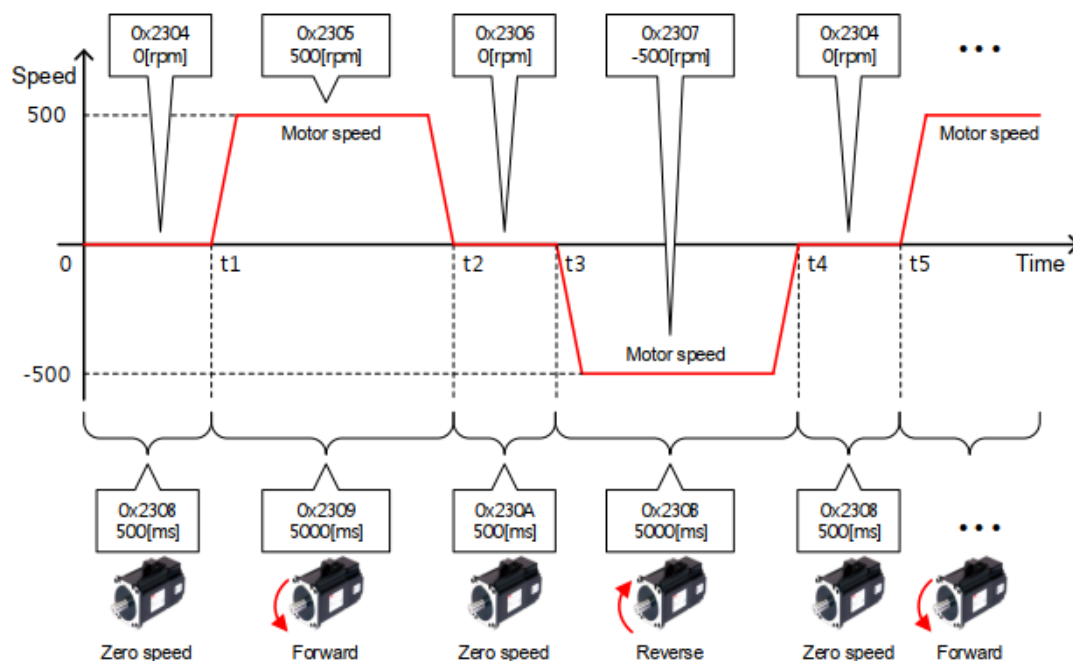 0x2304
0[rpm]
0x2305
500[rpm]
0x2306
0[rpm]
0x2307
-500[rpm]
0x2304
0[rpm]
•••
Speed
500
Motor speed
Motor speed
0
t1
t2
t3
t4
t5
Time
Motor speed
-500
0x2308
500[ms]
0x2309
5000[ms]
0x230A
500[ms]
0x230B
5000[ms]
0x2308
500[ms]
•••
Zero speed
Forward
Zero speed
Reverse
Zero speed
Forward